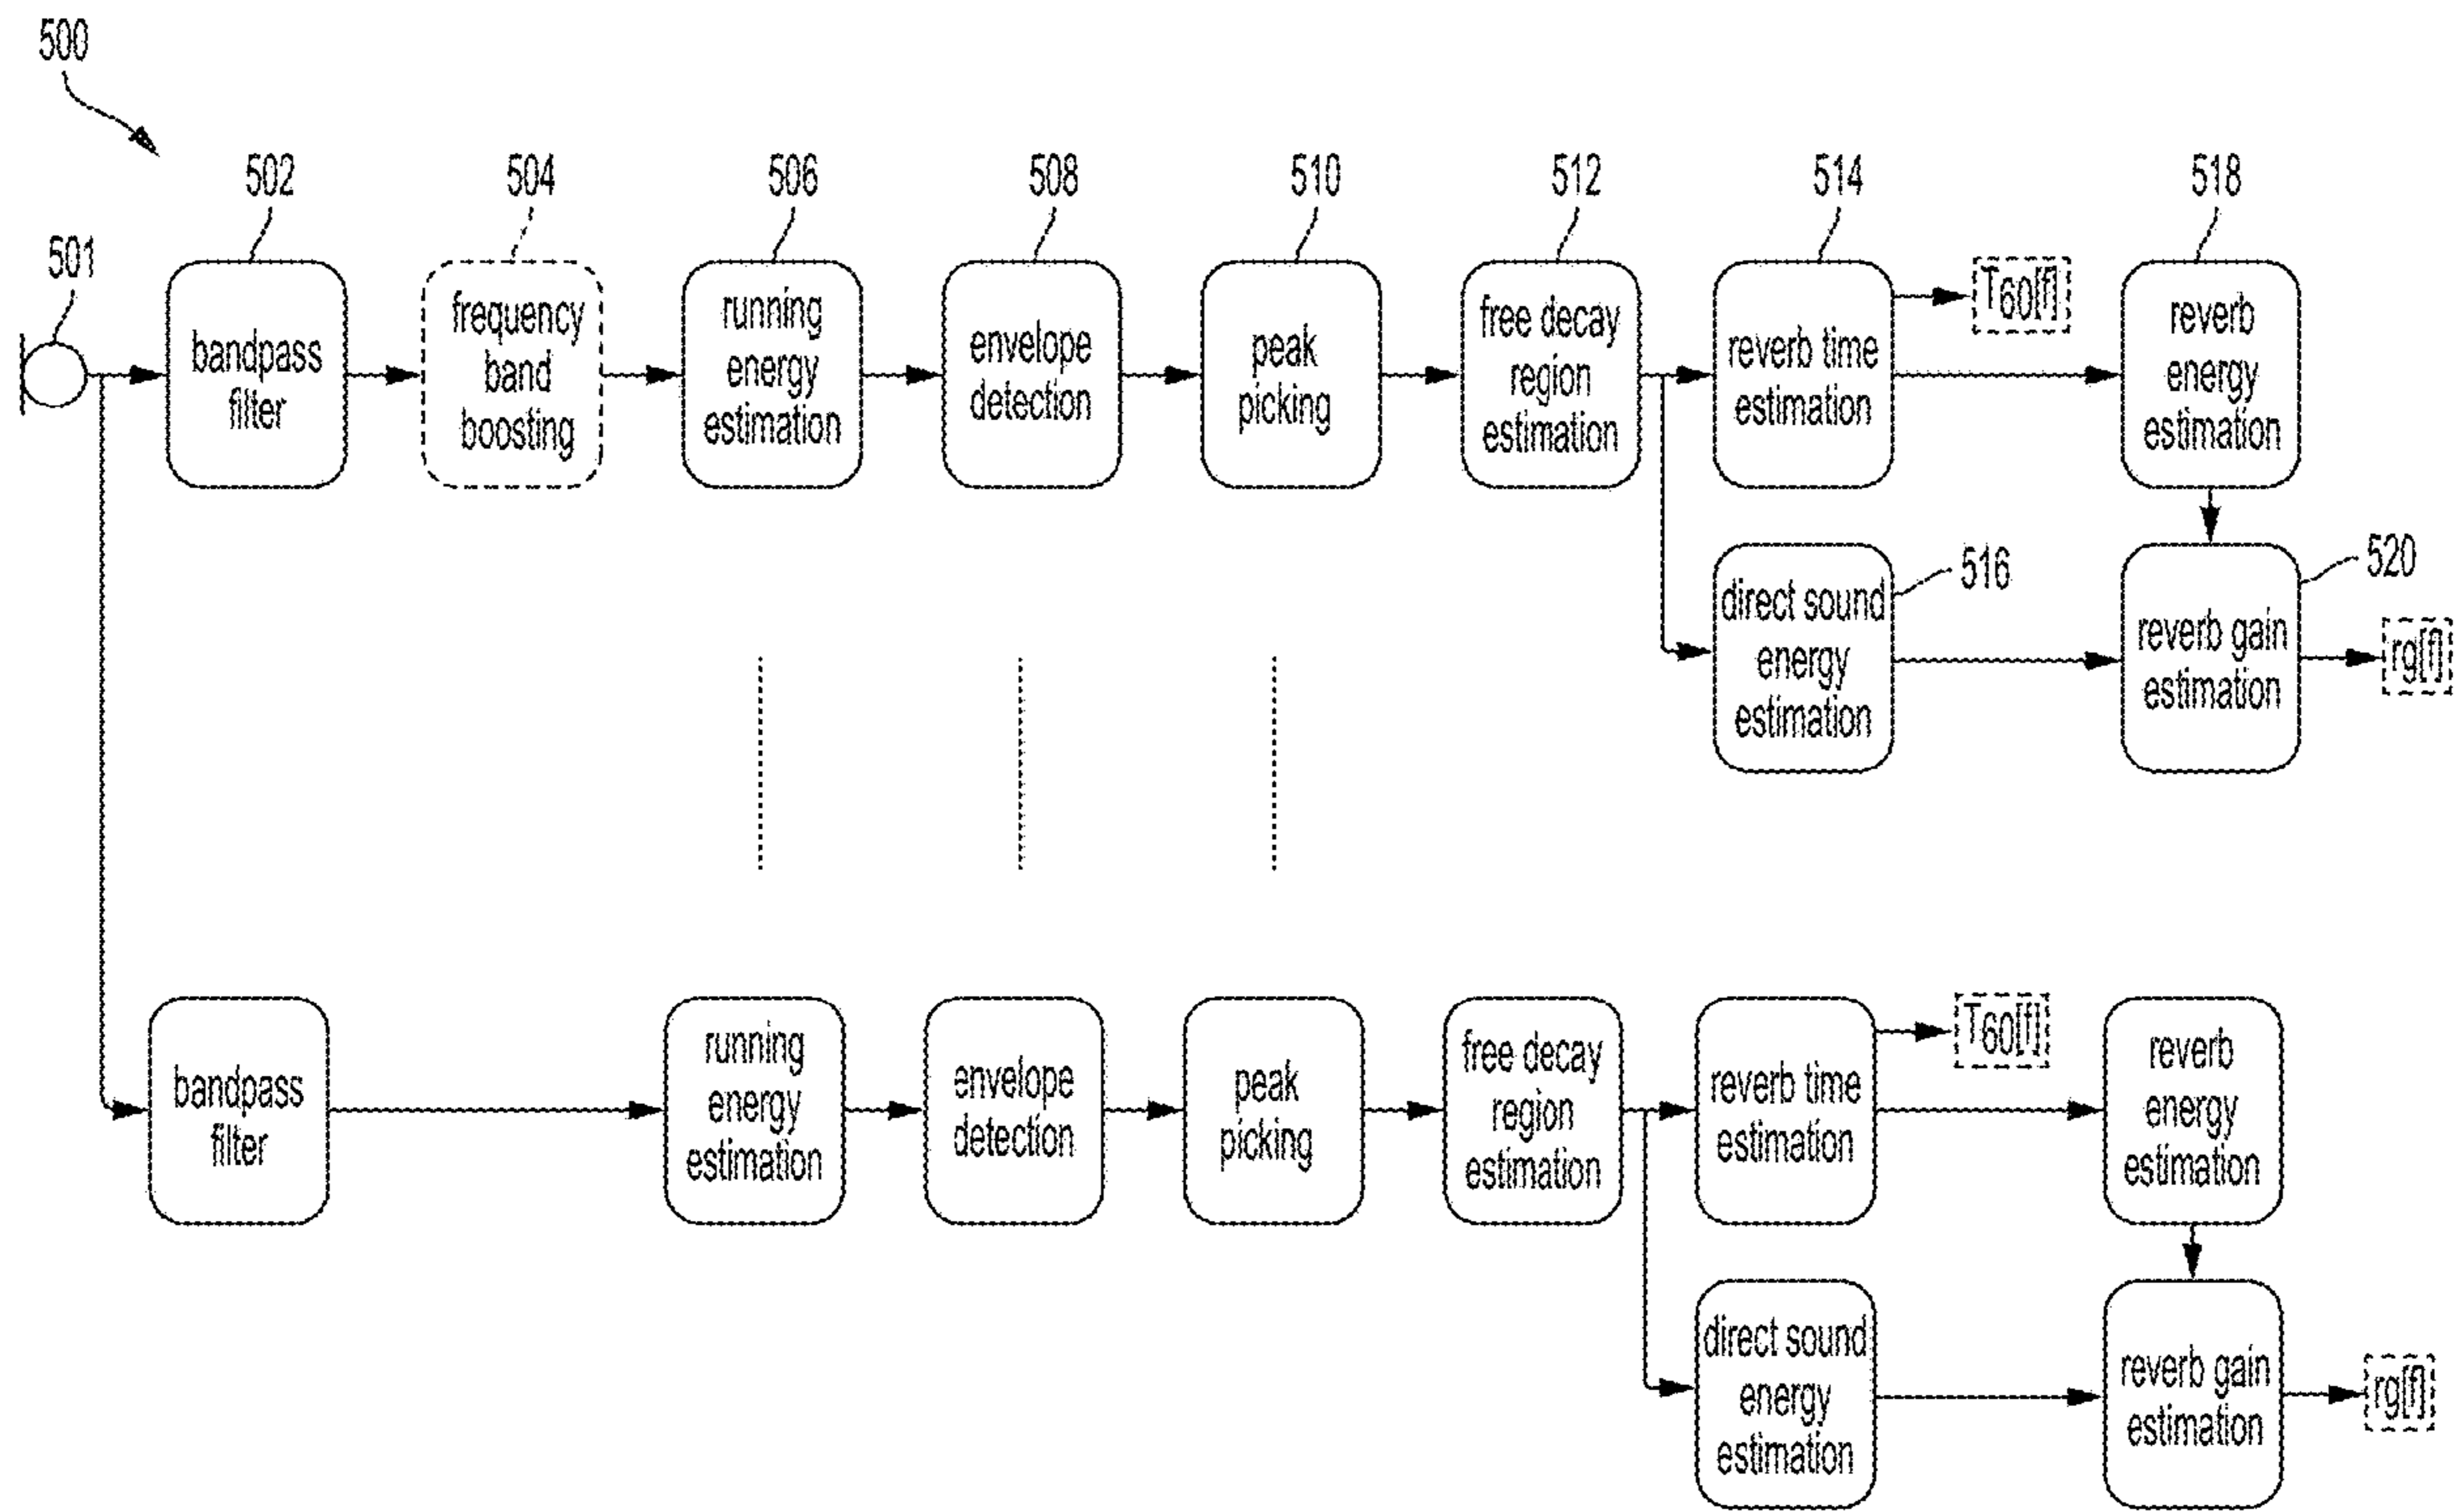 500
502
504
506
508
510
512
514
518
501
bandpass
filter
frequency
band
boosting
running
energy
estimation
envelope
detection
peak
picking
free decay
region
estimation
reverb time
estimation
T60[f]
reverb
energy
estimation
direct sound
energy
estimation
516
reverb gain
estimation
520
rg[f]
bandpass
filter
running
energy
estimation
envelope
detection
peak
picking
free decay
region
estimation
reverb time
estimation
T60[f]
reverb
energy
estimation
direct sound
energy
estimation
reverb gain
estimation
rg[f]